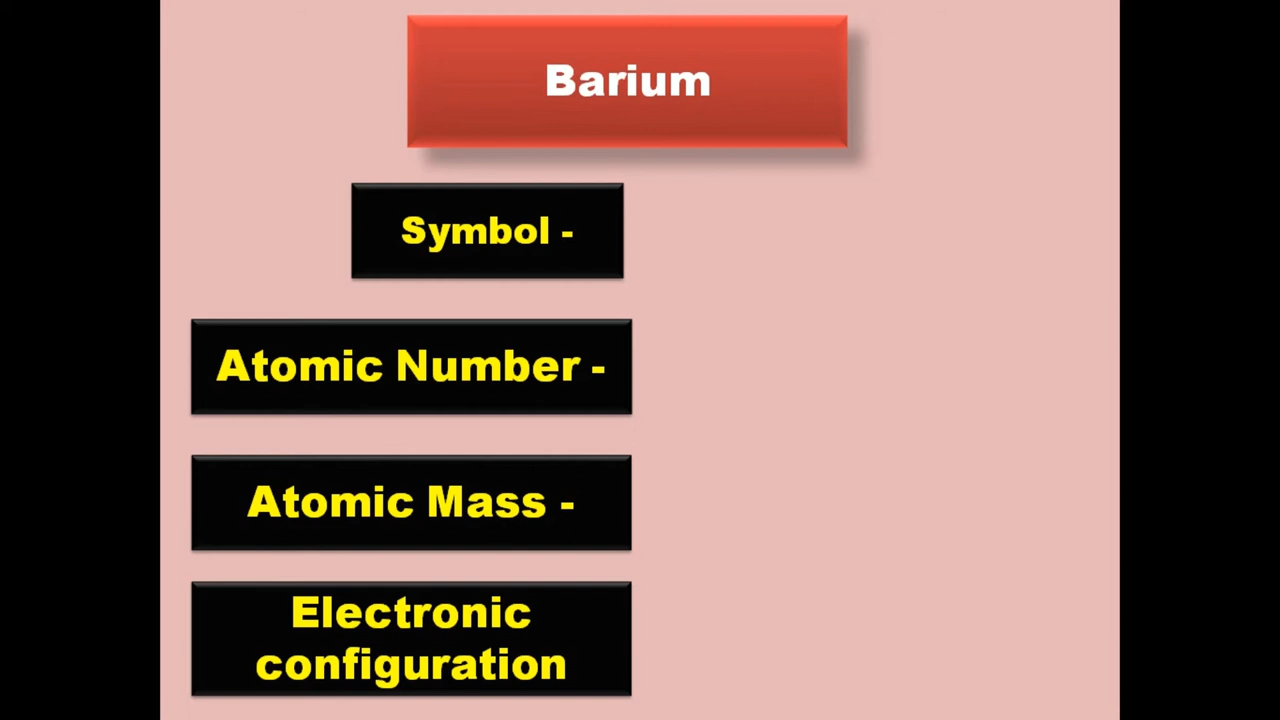 Barium
Symbol -
Atomic Number -
Atomic Mass -
Electronic
configuration